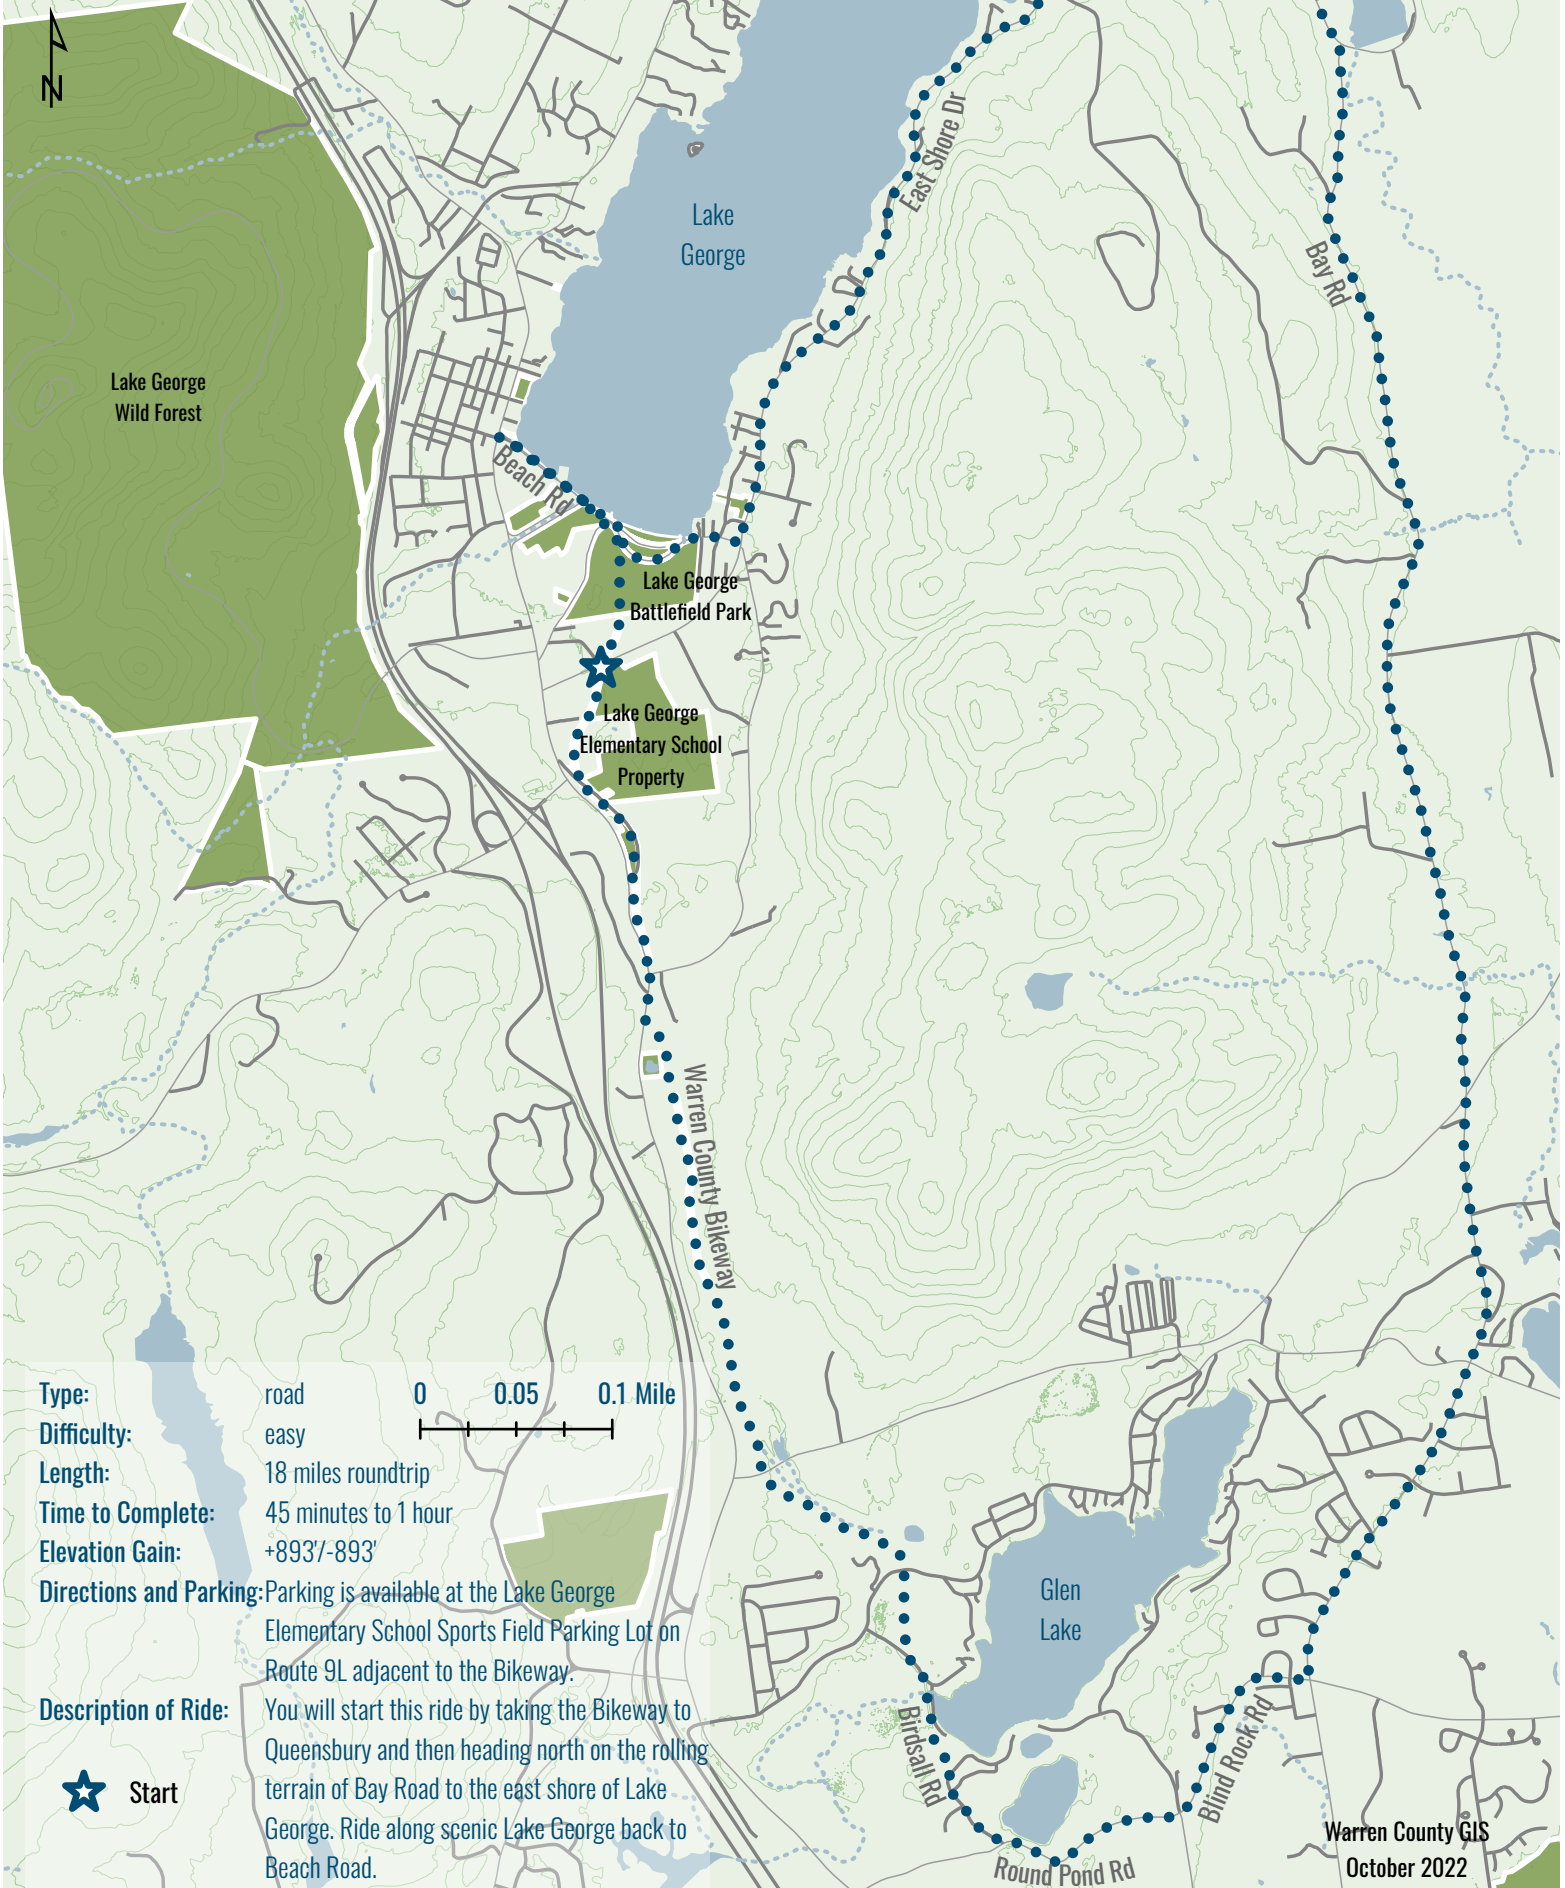 N
East Shore Dr
Lake
George
Bay Rd
Lake George
Wild Forest
Beach Rd
Lake George
Battlefield Park
Lake George
Elementary School
Property
Warren County Bikeway
Type: road
Difficulty: easy
Length: 18 miles roundtrip
Time to Complete: 45 minutes to 1 hour
Elevation Gain: +893'/-893'
Directions and Parking: Parking is available at the Lake George
Elementary School Sports Field Parking Lot on
Route 9L adjacent to the Bikeway.
Description of Ride: You will start this ride by taking the Bikeway to
Queensbury and then heading north on the rolling
terrain of Bay Road to the east shore of Lake
George. Ride along scenic Lake George back to
Beach Road.
0 0.05 0.1 Mile
Start
Glen
Lake
Birdsall Rd
Blind Rock Rd
Round Pond Rd
Warren County GIS
October 2022